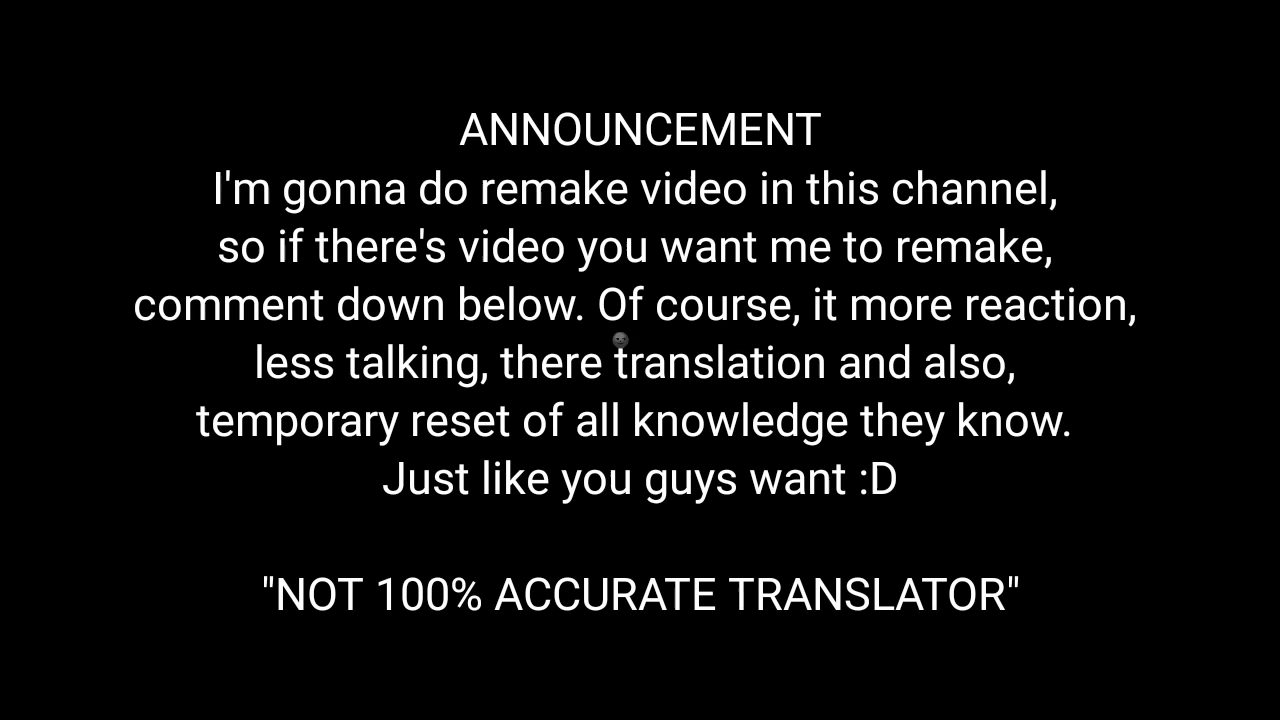 ANNOUNCEMENT
I'm gonna do remake video in this channel,
so if there's video you want me to remake,
comment down below. Of course, it more reaction,
less talking, there translation and also,
temporary reset of all knowledge they know.
Just like you guys want :D
"NOT 100% ACCURATE TRANSLATOR"